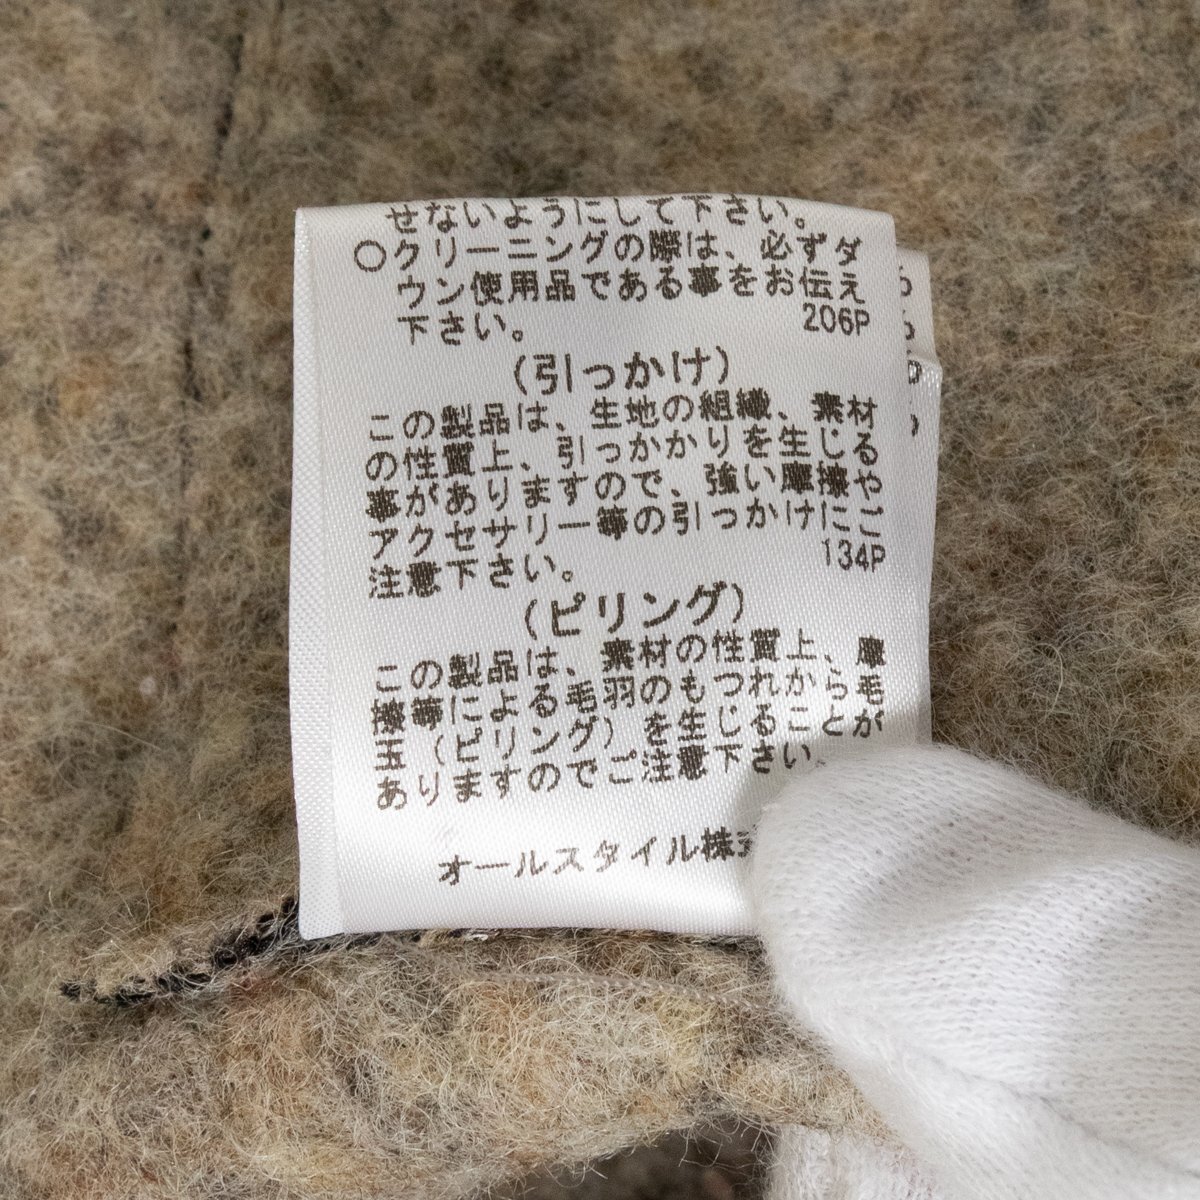 せないようにして下さい。
○クリーニングの際は、必ずダ
ウン使用品である事をお伝え
下さい。
206P
(引っかけ)
この製品は、生地の組織、素材
の性質上、引っかかりを生じる
事がありますので、強い摩擦や
アクセサリー等の引っかけにご
注意下さい。
134P
(ピリング)
この製品は、素材の性質上、摩
擦等による毛羽のもつれから毛
玉(ピリング)を生じることが
ありますのでご注意下さい。
オールスタイル株